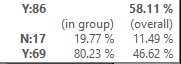 Y:86 58.11 %
(in group) (overall)
N:17 19.77 % 11.49 %
Y:69 80.23 % 46.62 %